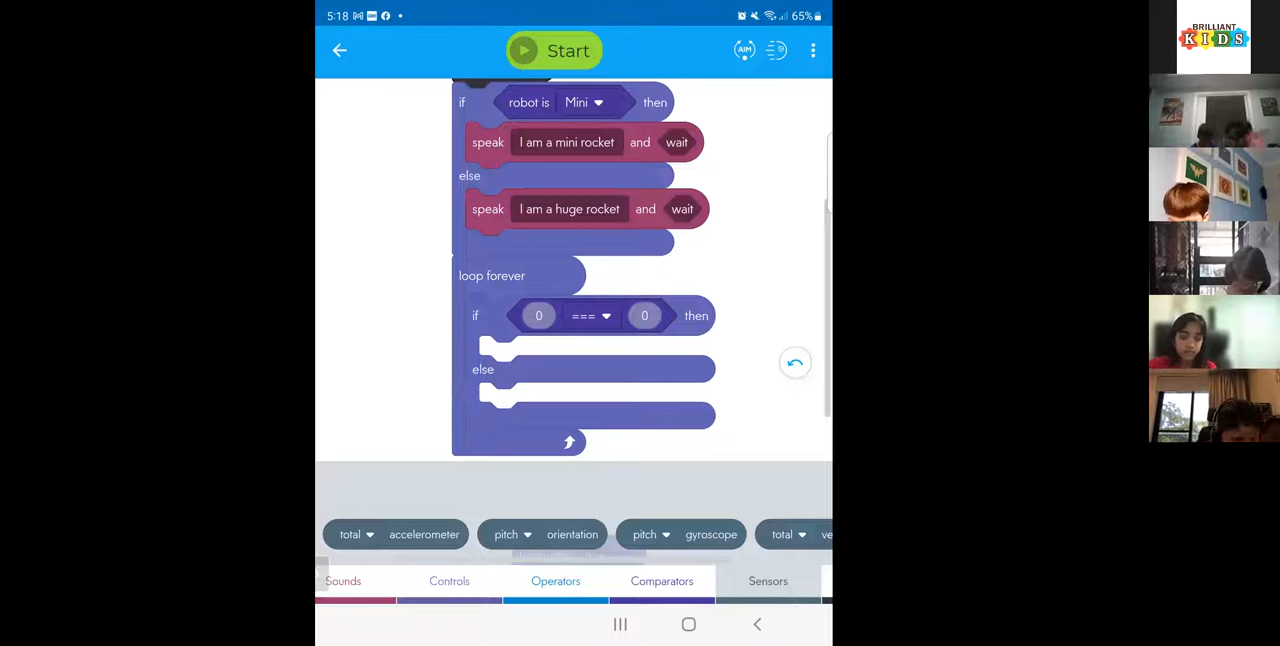 5:18 65%
Start AIM
if robot is Mini then
speak I am a mini rocket and wait
else
speak I am a huge rocket and wait
loop forever
if 0 === 0 then
else
total accelerometer pitch orientation pitch gyroscope total ve
Sounds Controls Operators Comparators Sensors
BRILLIANT
KIDS